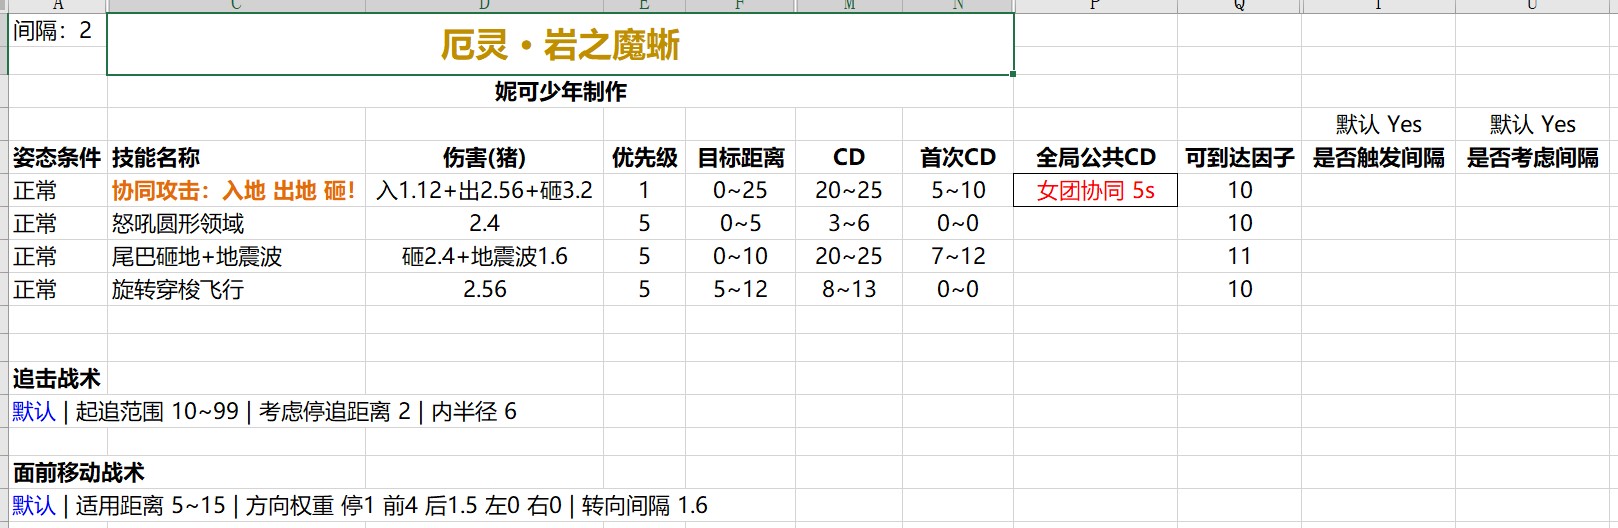 A C D E F M N P Q T U
间隔：2 厄灵·岩之魔蜥
妮可少年制作
默认 Yes 默认 Yes
姿态条件 技能名称 伤害(猪) 优先级 目标距离 CD 首次CD 全局公共CD 可到达因子 是否触发间隔 是否考虑间隔
正常 协同攻击：入地 出地 砸！ 入1.12+出2.56+砸3.2 1 0~25 20~25 5~10 女团协同 5s 10
正常 怒吼圆形领域 2.4 5 0~5 3~6 0~0 10
正常 尾巴砸地+地震波 砸2.4+地震波1.6 5 0~10 20~25 7~12 11
正常 旋转穿梭飞行 2.56 5 5~12 8~13 0~0 10
追击战术
默认 | 起追范围 10~99 | 考虑停追距离 2 | 内半径 6
面前移动战术
默认 | 适用距离 5~15 | 方向权重 停1 前4 后1.5 左0 右0 | 转向间隔 1.6